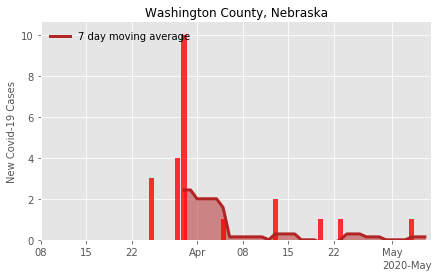 Washington County, Nebraska
7 day moving average
New Covid-19 Cases
10
8
6
4
2
0
08 15 22 Apr 08 15 22 May
2020-May